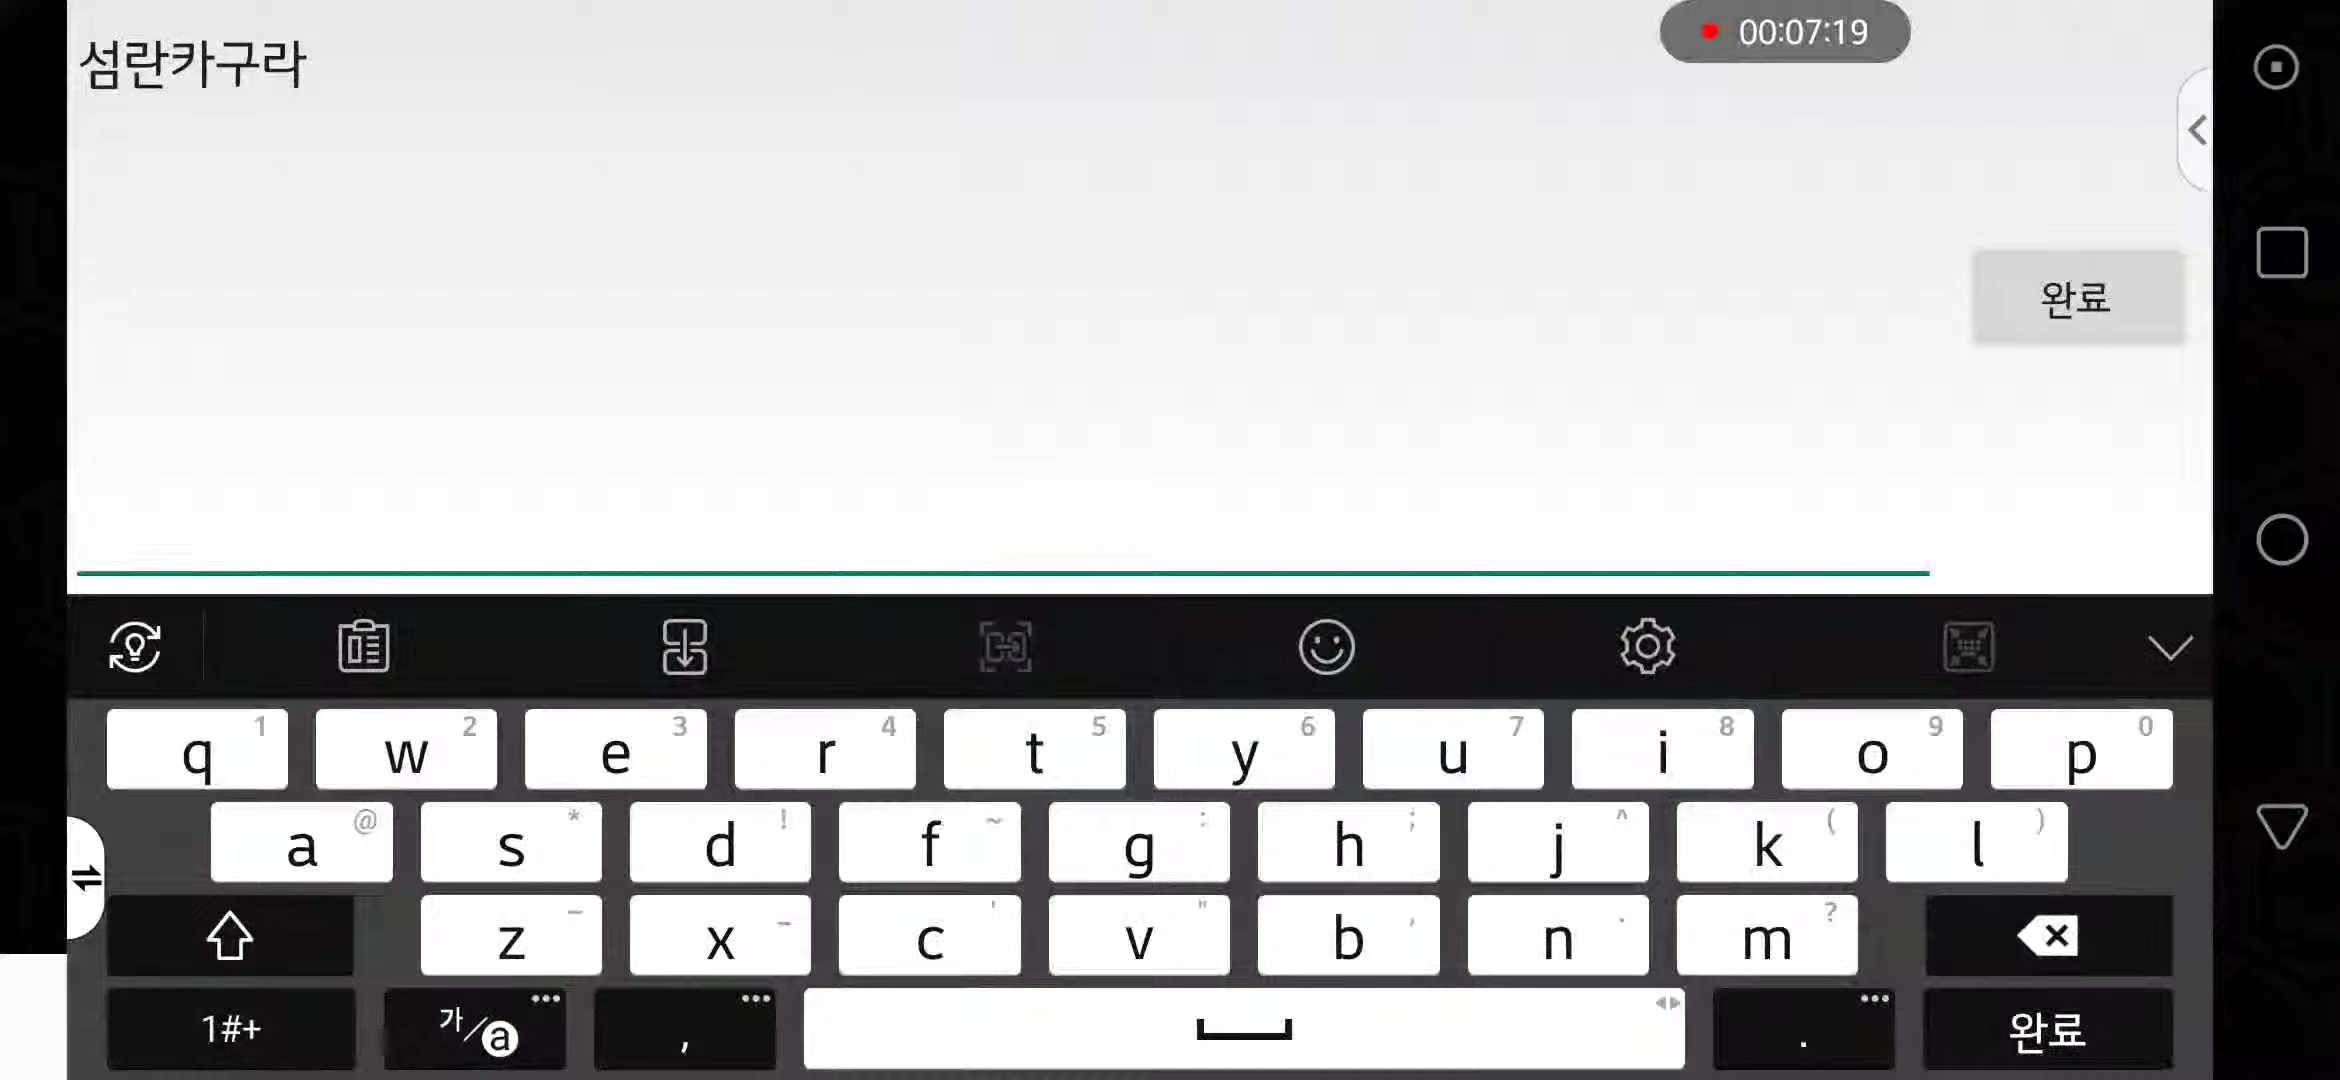 섬란카구라
00:07:19
완료
q 1 w 2 e 3 r 4 t 5 y 6 u 7 i 8 o 9 p 0
a @ s * d ! f ~ g : h ; j ^ k ( l )
z – x _ c ' v " b , n . m ?
1#+ 가/a , . 완료